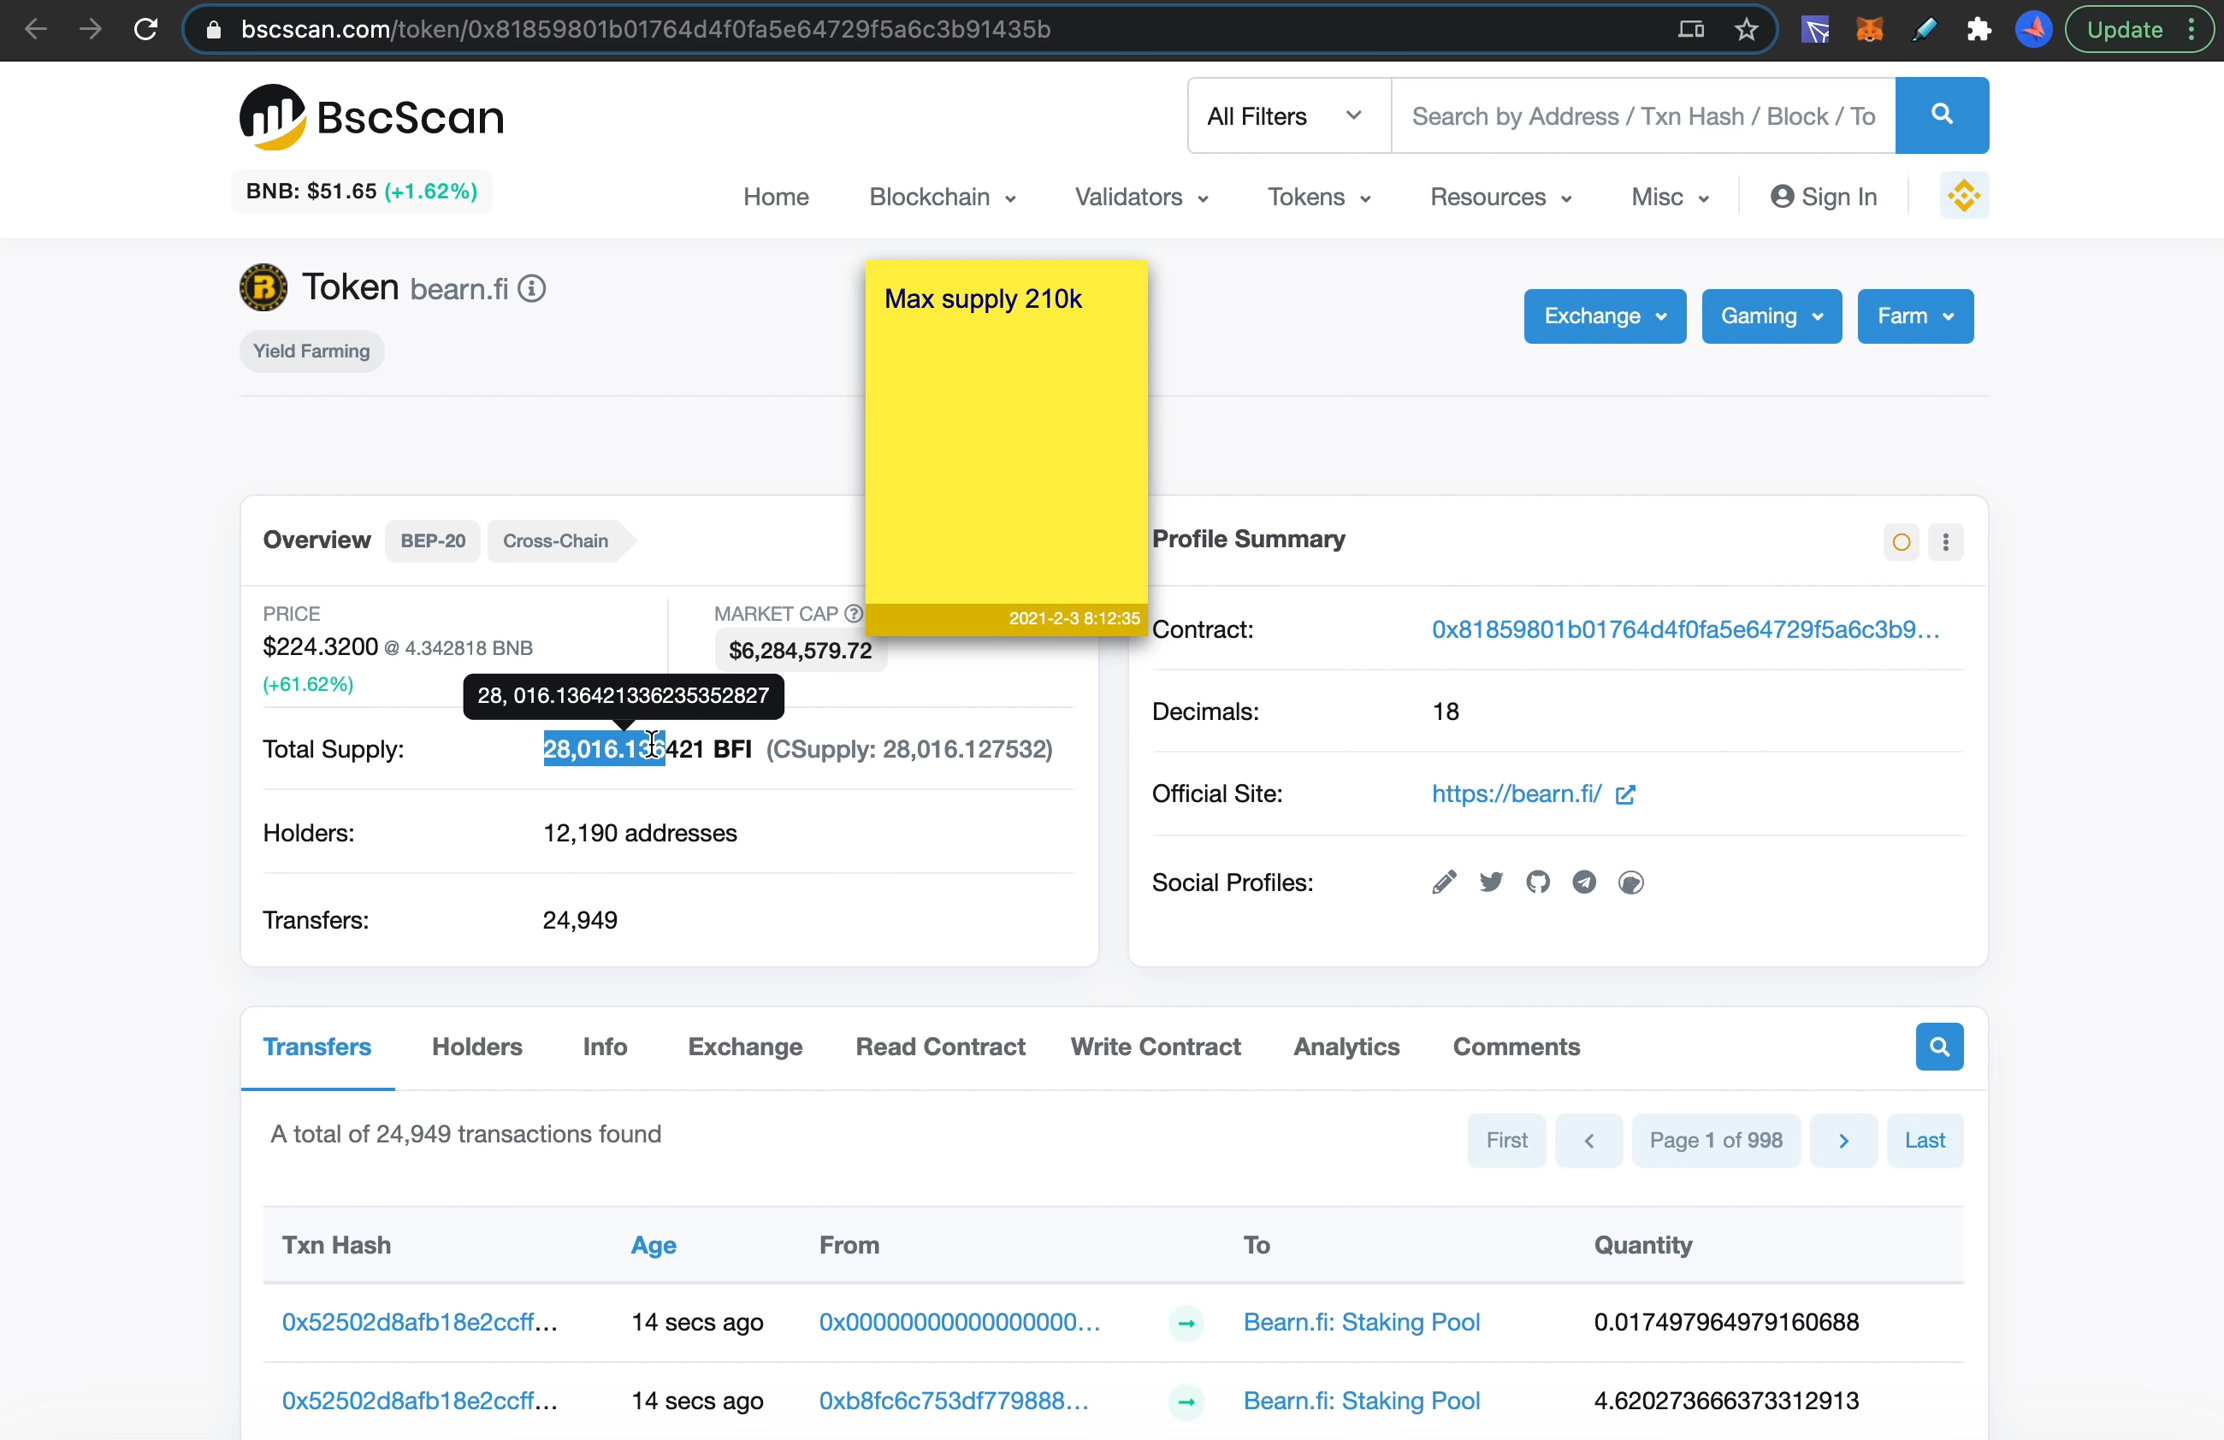 bscscan.com/token/0x81859801b01764d4f0fa5e64729f5a6c3b91435b
Update
BscScan
All Filters
Search by Address / Txn Hash / Block / To
BNB: $51.65 (+1.62%)
Home
Blockchain
Validators
Tokens
Resources
Misc
Sign In
Token bearn.fi
Yield Farming
Max supply 210k
2021-2-3 8:12:35
Exchange
Gaming
Farm
Overview
BEP-20
Cross-Chain
PRICE
$224.3200 @ 4.342818 BNB
(+61.62%)
MARKET CAP
$6,284,579.72
28, 016.136421336235352827
Total Supply:
28,016.136421 BFI (CSupply: 28,016.127532)
Holders:
12,190 addresses
Transfers:
24,949
Profile Summary
Contract:
0x81859801b01764d4f0fa5e64729f5a6c3b9...
Decimals:
18
Official Site:
https://bearn.fi/
Social Profiles:
Transfers
Holders
Info
Exchange
Read Contract
Write Contract
Analytics
Comments
A total of 24,949 transactions found
First
Page 1 of 998
Last
Txn Hash
Age
From
To
Quantity
0x52502d8afb18e2ccff...
14 secs ago
0x00000000000000000...
Bearn.fi: Staking Pool
0.017497964979160688
0x52502d8afb18e2ccff...
14 secs ago
0xb8fc6c753df779888...
Bearn.fi: Staking Pool
4.620273666373312913